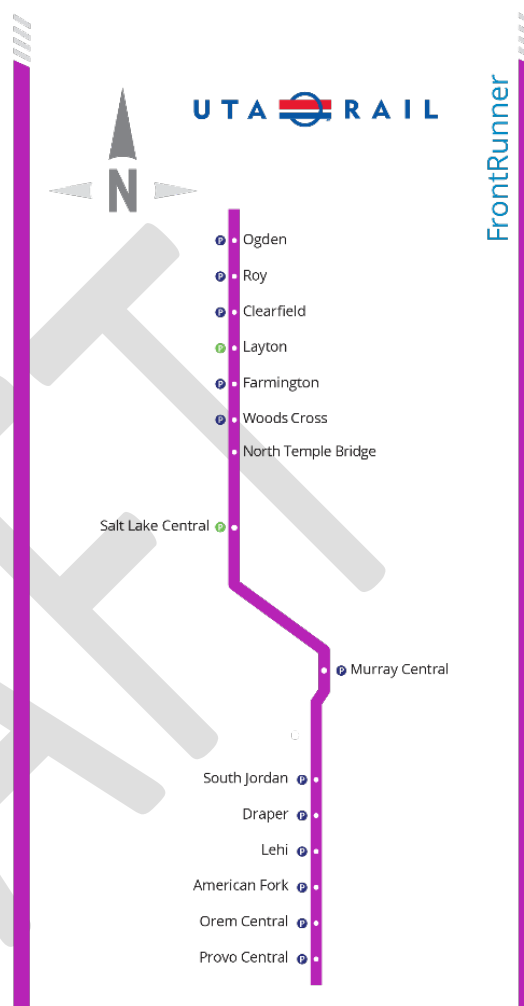 UTA RAIL
FrontRunner
N
P Ogden
P Roy
P Clearfield
P Layton
P Farmington
P Woods Cross
North Temple Bridge
Salt Lake Central P
P Murray Central
South Jordan P
Draper P
Lehi P
American Fork P
Orem Central P
Provo Central P